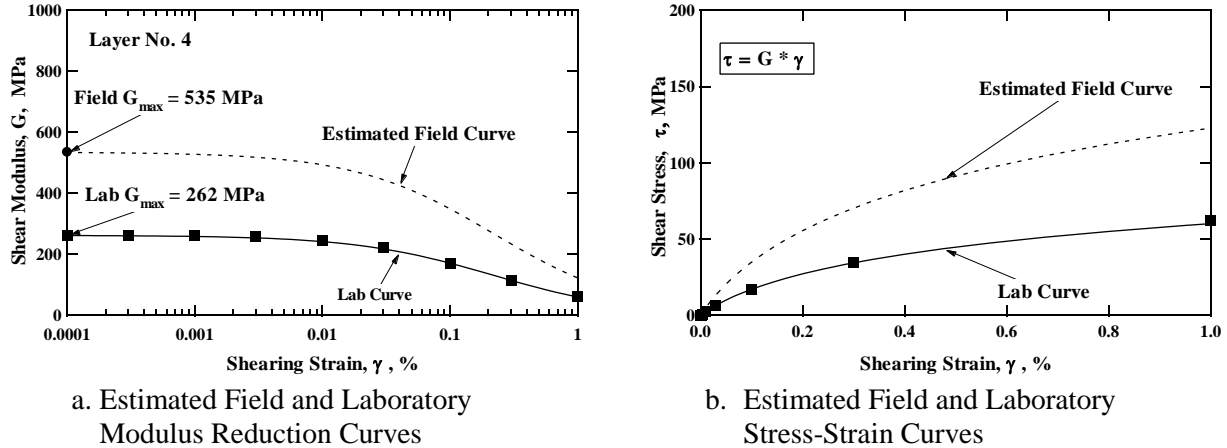 1000
800
600
400
200
0
Shear Modulus, G, MPa
Layer No. 4
Field Gmax = 535 MPa
Estimated Field Curve
Lab Gmax = 262 MPa
Lab Curve
0.0001
0.001
0.01
0.1
1
Shearing Strain, γ , %
a. Estimated Field and Laboratory
Modulus Reduction Curves
200
150
100
50
0
Shear Stress, τ, MPa
τ = G * γ
Estimated Field Curve
Lab Curve
0.0
0.2
0.4
0.6
0.8
1.0
Shearing Strain, γ , %
b. Estimated Field and Laboratory
Stress-Strain Curves